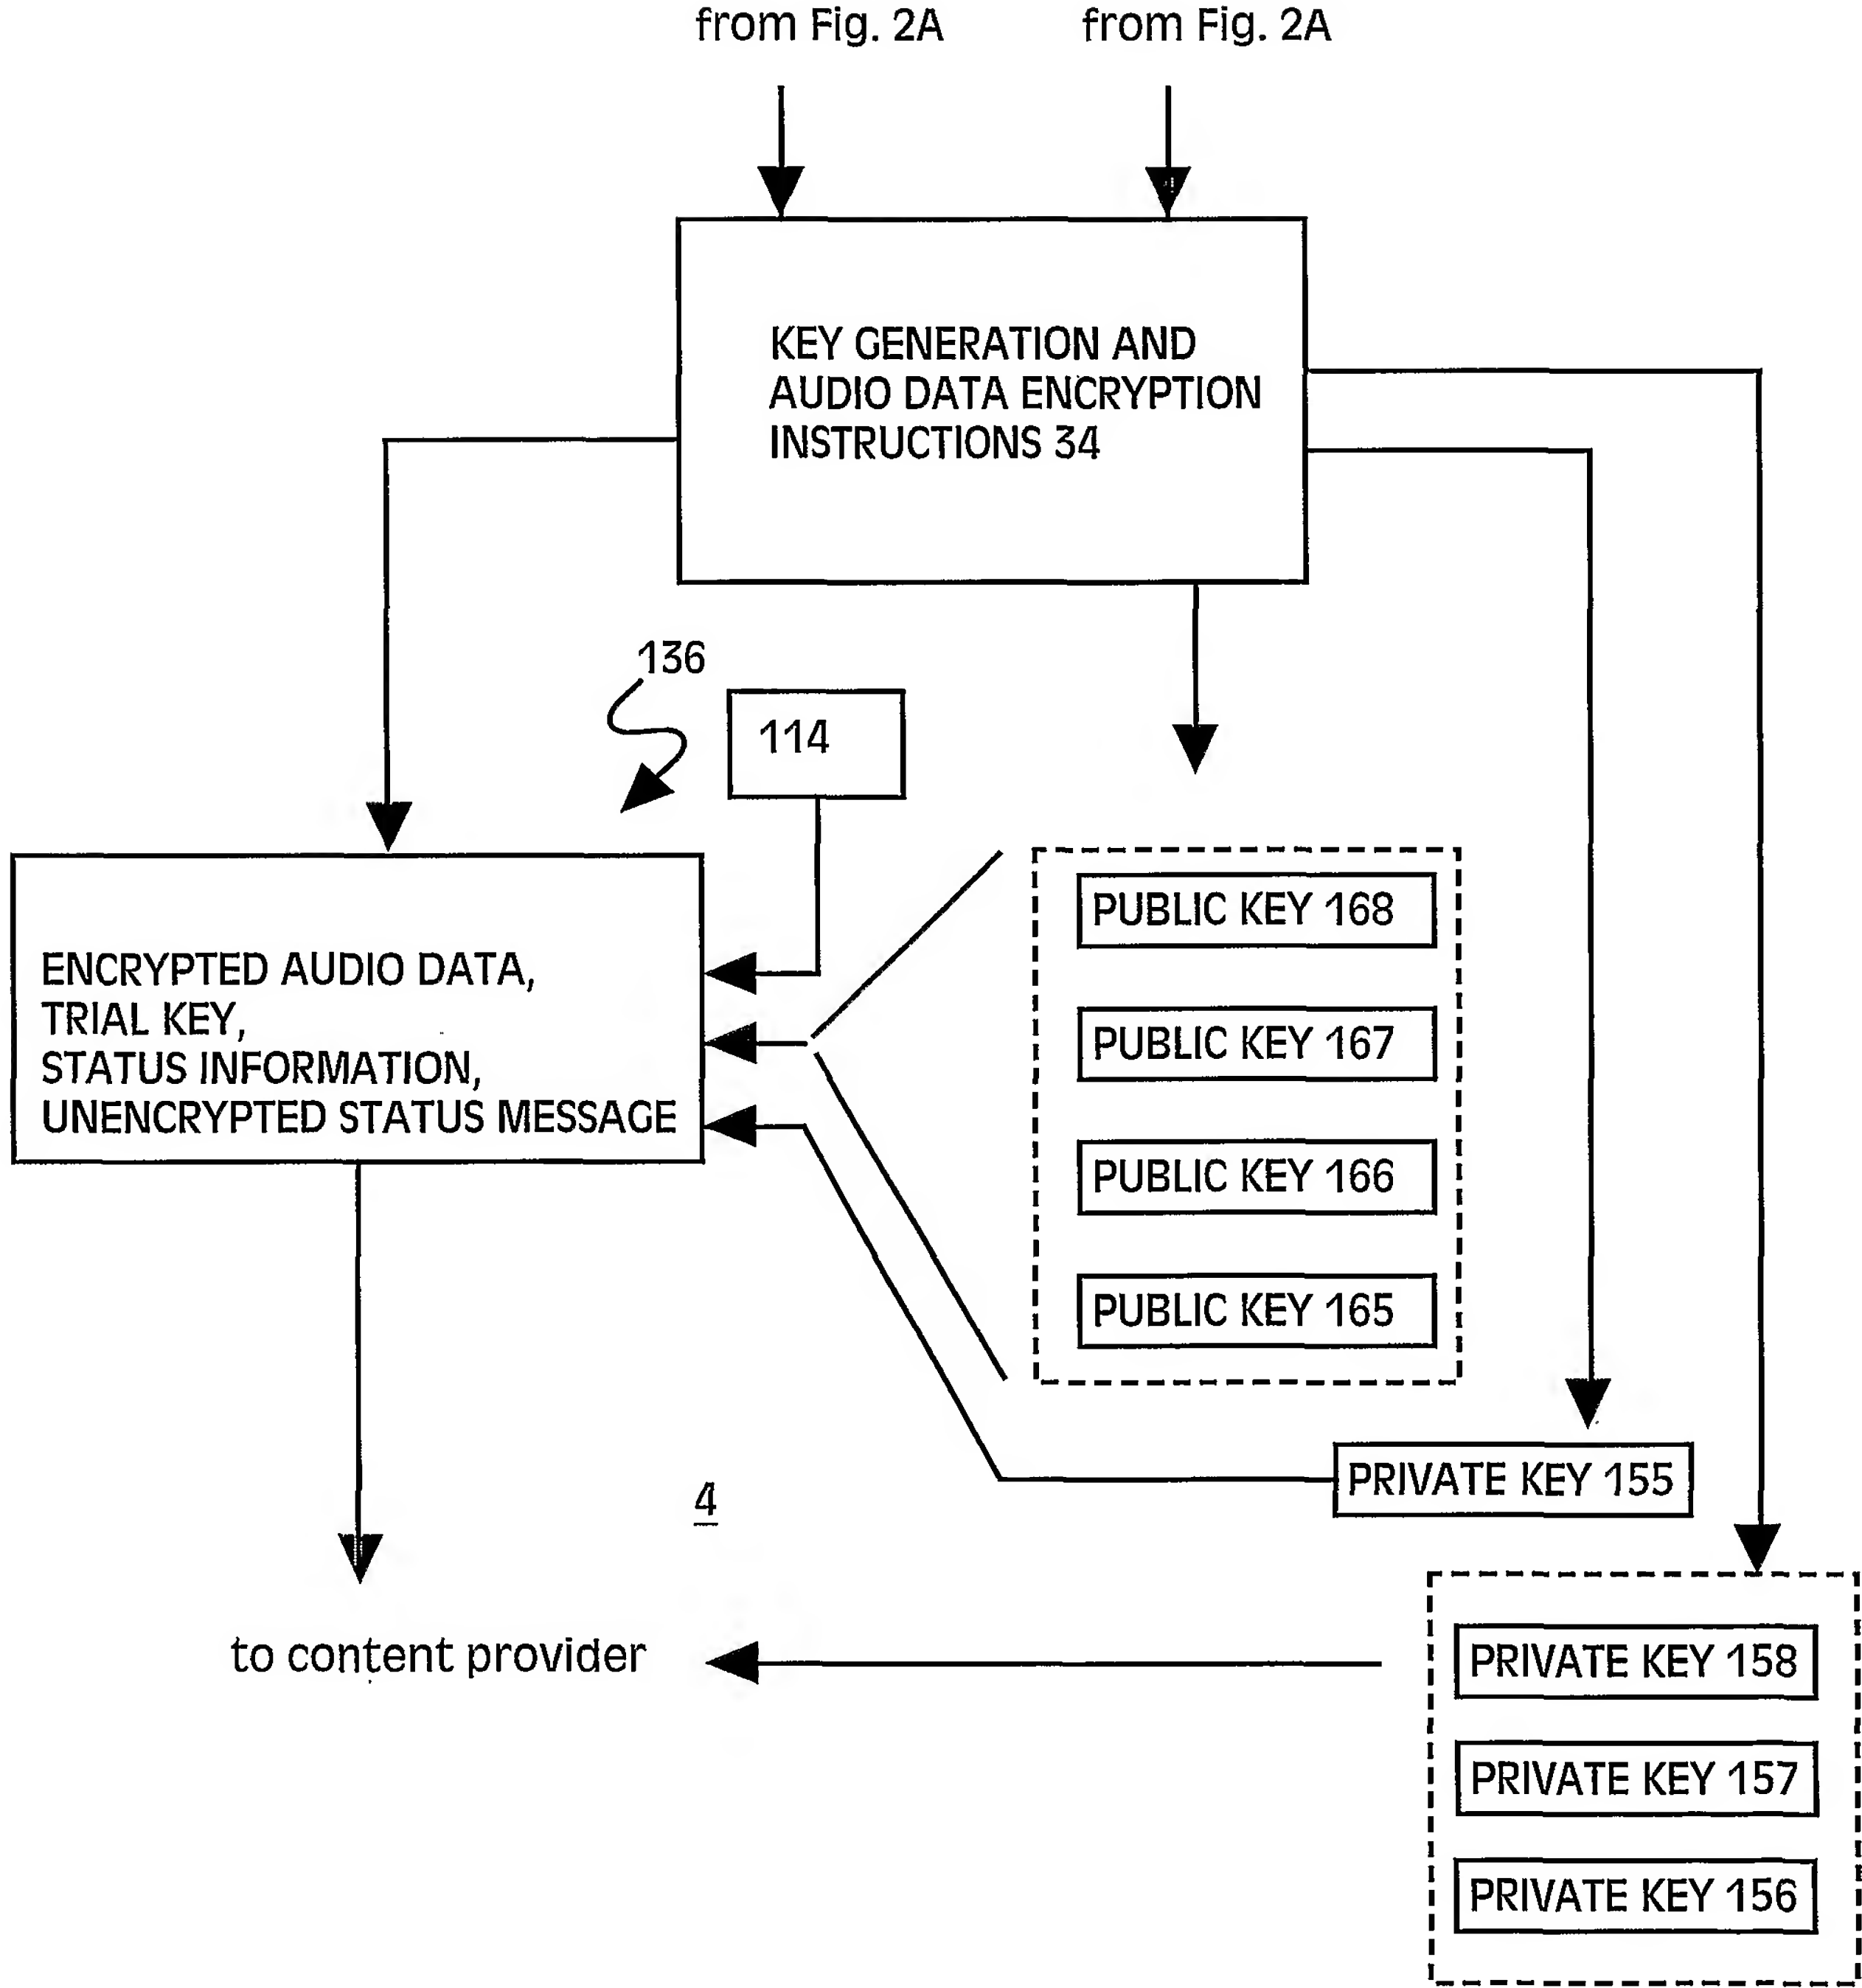 from Fig. 2A
from Fig. 2A
KEY GENERATION AND
AUDIO DATA ENCRYPTION
INSTRUCTIONS 34
136
114
ENCRYPTED AUDIO DATA,
TRIAL KEY,
STATUS INFORMATION,
UNENCRYPTED STATUS MESSAGE
PUBLIC KEY 168
PUBLIC KEY 167
PUBLIC KEY 166
PUBLIC KEY 165
PRIVATE KEY 155
4
to content provider
PRIVATE KEY 158
PRIVATE KEY 157
PRIVATE KEY 156